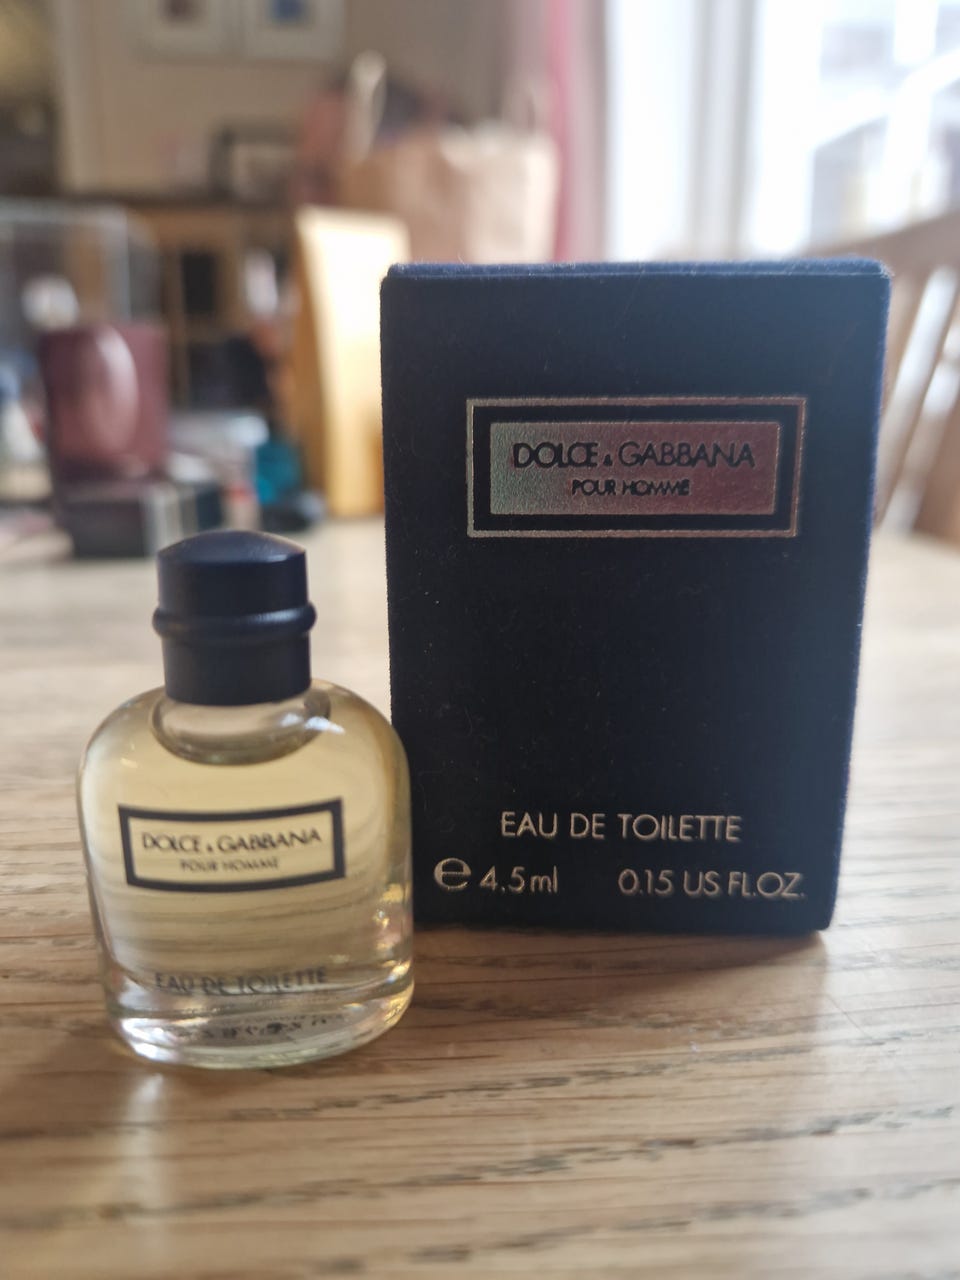 DOLCE & GABBANA
POUR HOMME
EAU DE TOILETTE
e 4.5ml 0.15 US FL.OZ.
DOLCE & GABBANA
POUR HOMME
EAU DE TOILETTE